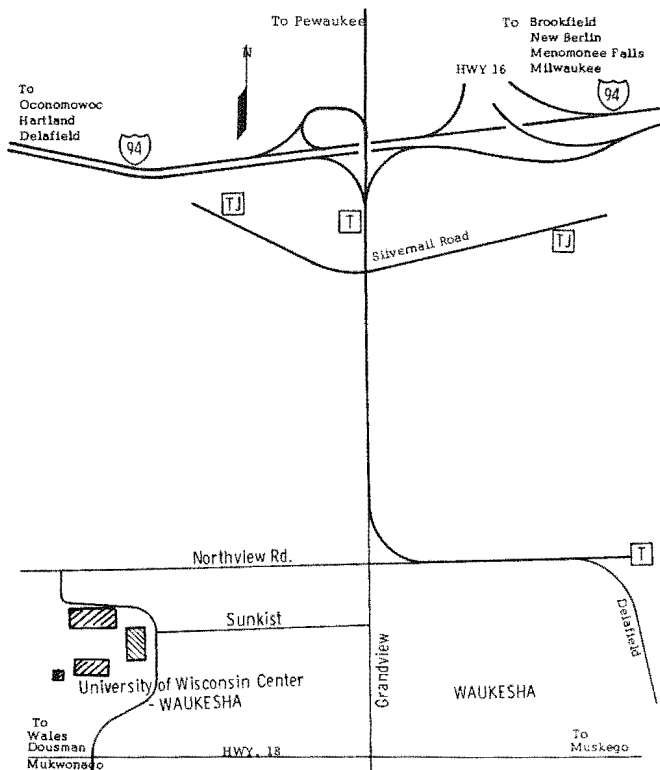 To Pewaukee
To Brookfield
New Berlin
Menomonee Falls
Milwaukee
N
HWY 16
94
To
Oconomowoc
Hartland
Delafield
94
TJ
T
Silvernail Road
TJ
Northview Rd.
T
Sunkist
Delafield
Grandview
University of Wisconsin Center
- WAUKESHA
WAUKESHA
To
Wales
Dousman
Mukwonago
HWY. 18
To
Muskego